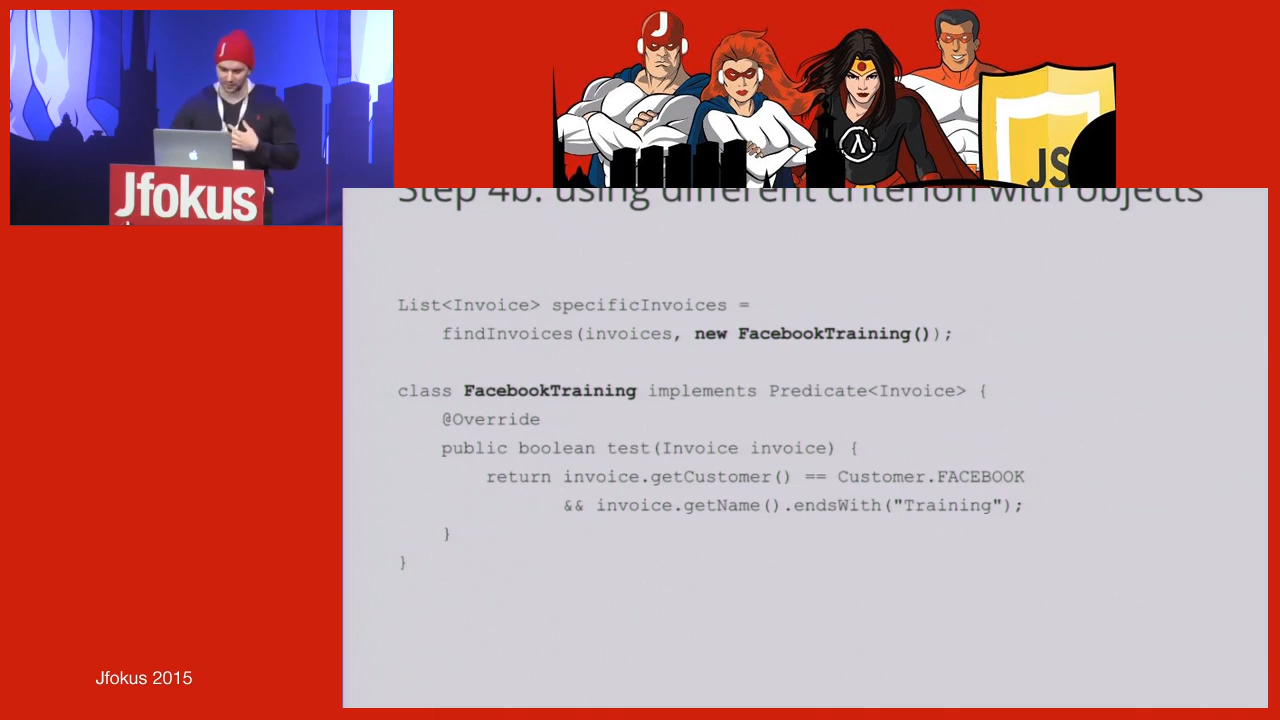 J
Jfokus
JS
Step 4b: using different criterion with objects
List<Invoice> specificInvoices =
findInvoices(invoices, new FacebookTraining());
class FacebookTraining implements Predicate<Invoice> {
@Override
public boolean test(Invoice invoice) {
return invoice.getCustomer() == Customer.FACEBOOK
&& invoice.getName().endsWith("Training");
}
}
Jfokus 2015